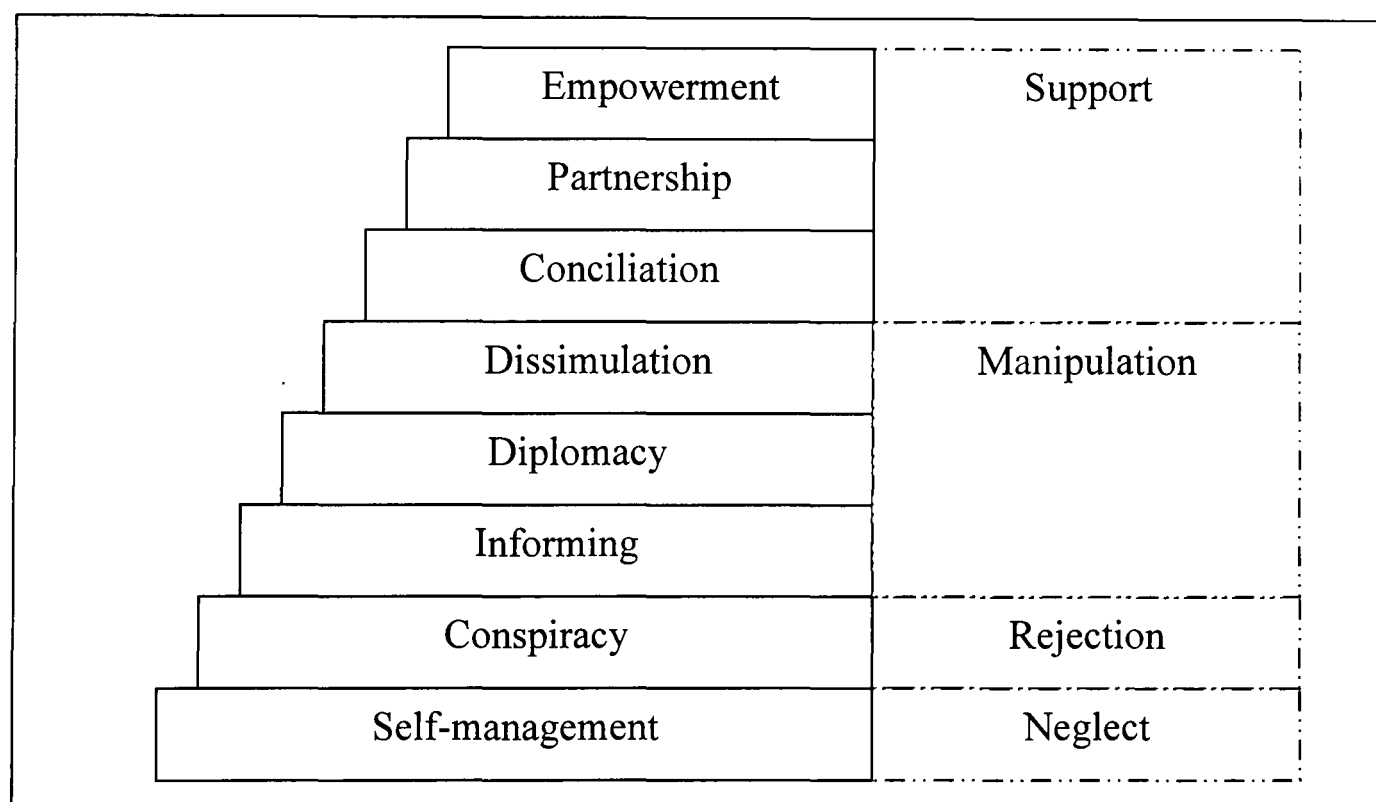 Empowerment Support
Partnership
Conciliation
Dissimulation Manipulation
Diplomacy
Informing
Conspiracy Rejection
Self-management Neglect